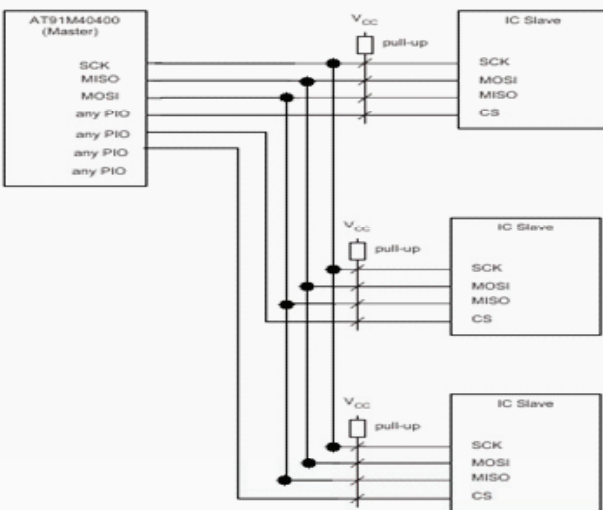 AT91M40400
(Master)
SCK
MISO
MOSI
any PIO
any PIO
any PIO
any PIO
VCC
pull-up
IC Slave
SCK
MOSI
MISO
CS
VCC
pull-up
IC Slave
SCK
MOSI
MISO
CS
VCC
pull-up
IC Slave
SCK
MOSI
MISO
CS